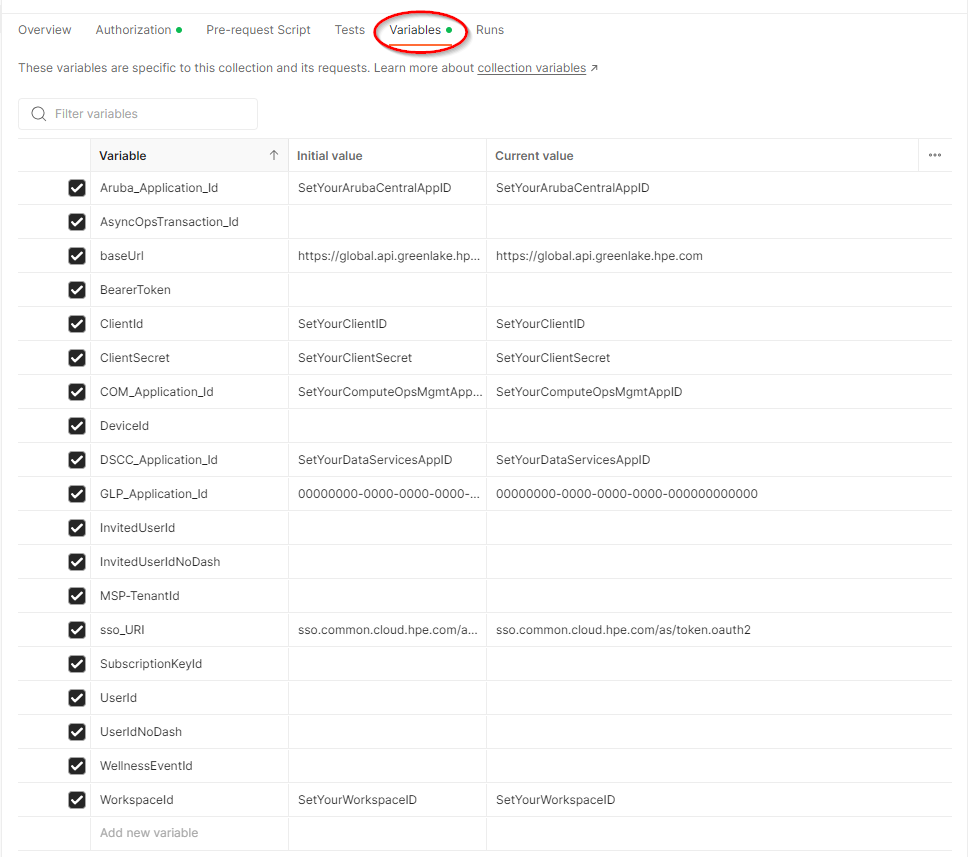 Overview Authorization Pre-request Script Tests Variables Runs
These variables are specific to this collection and its requests. Learn more about collection variables ↗
Filter variables
Variable ↑ Initial value Current value •••
Aruba_Application_Id SetYourArubaCentralAppID SetYourArubaCentralAppID
AsyncOpsTransaction_Id
baseUrl https://global.api.greenlake.hp... https://global.api.greenlake.hpe.com
BearerToken
ClientId SetYourClientID SetYourClientID
ClientSecret SetYourClientSecret SetYourClientSecret
COM_Application_Id SetYourComputeOpsMgmtApp... SetYourComputeOpsMgmtAppID
DeviceId
DSCC_Application_Id SetYourDataServicesAppID SetYourDataServicesAppID
GLP_Application_Id 00000000-0000-0000-0000-... 00000000-0000-0000-0000-000000000000
InvitedUserId
InvitedUserIdNoDash
MSP-TenantId
sso_URI sso.common.cloud.hpe.com/a... sso.common.cloud.hpe.com/as/token.oauth2
SubscriptionKeyId
UserId
UserIdNoDash
WellnessEventId
WorkspaceId SetYourWorkspaceID SetYourWorkspaceID
Add new variable